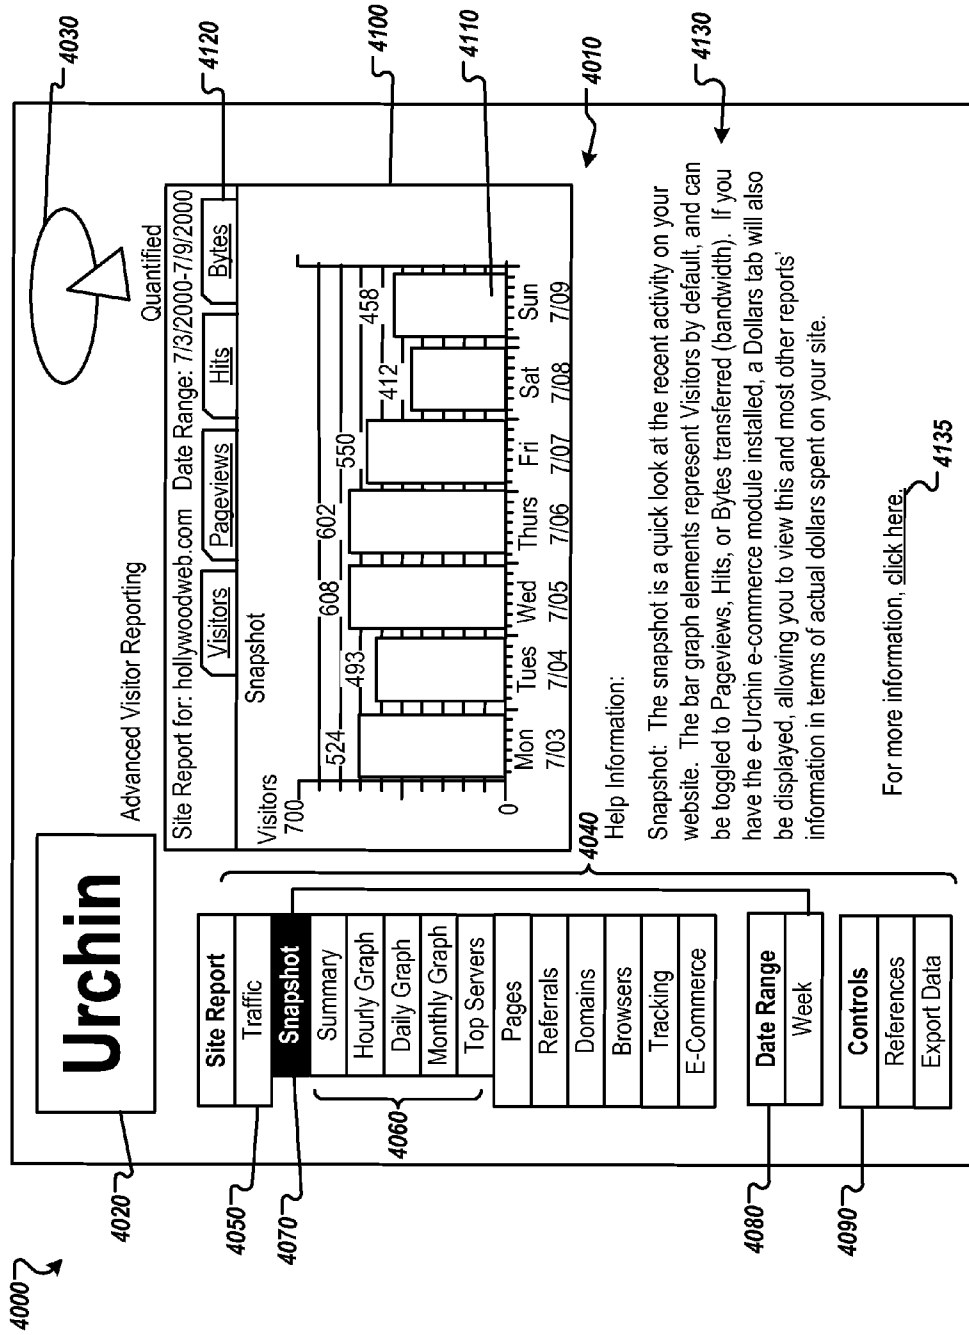 4000
4020
Urchin
4030
Advanced Visitor Reporting
Quantified
Site Report for: hollywoodweb.com Date Range: 7/3/2000-7/9/2000
4120
Visitors
Pageviews
Hits
Bytes
4050
4070
4060
4080
4090
Site Report
Traffic
Snapshot
Summary
Hourly Graph
Daily Graph
Monthly Graph
Top Servers
Pages
Referrals
Domains
Browsers
Tracking
E-Commerce
Date Range
Week
Controls
References
Export Data
4040
Snapshot
Visitors
700
0
524
493
608
602
550
412
458
Mon
Tues
Wed
Thurs
Fri
Sat
Sun
7/03
7/04
7/05
7/06
7/07
7/08
7/09
4100
4110
4010
Help Information:
Snapshot: The snapshot is a quick look at the recent activity on your
website. The bar graph elements represent Visitors by default, and can
be toggled to Pageviews, Hits, or Bytes transferred (bandwidth). If you
have the e-Urchin e-commerce module installed, a Dollars tab will also
be displayed, allowing you to view this and most other reports'
information in terms of actual dollars spent on your site.
4130
For more information, click here.
4135